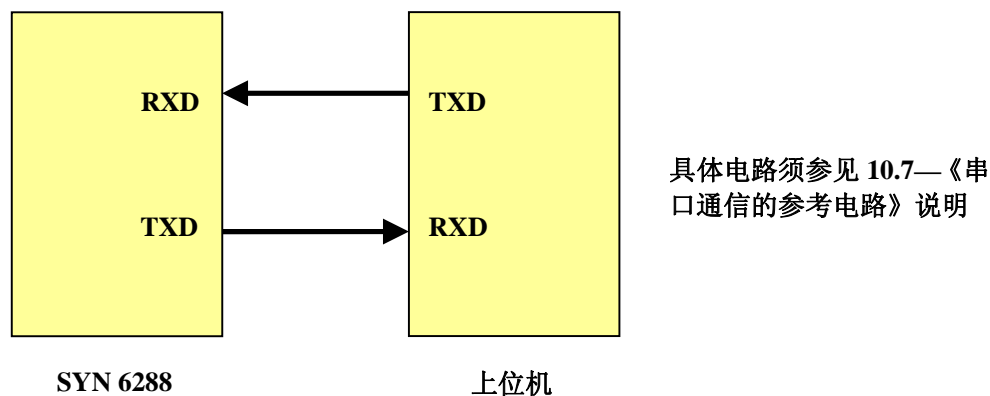 RXD
TXD
TXD
RXD
具体电路须参见 10.7—《串
口通信的参考电路》说明
SYN 6288
上位机